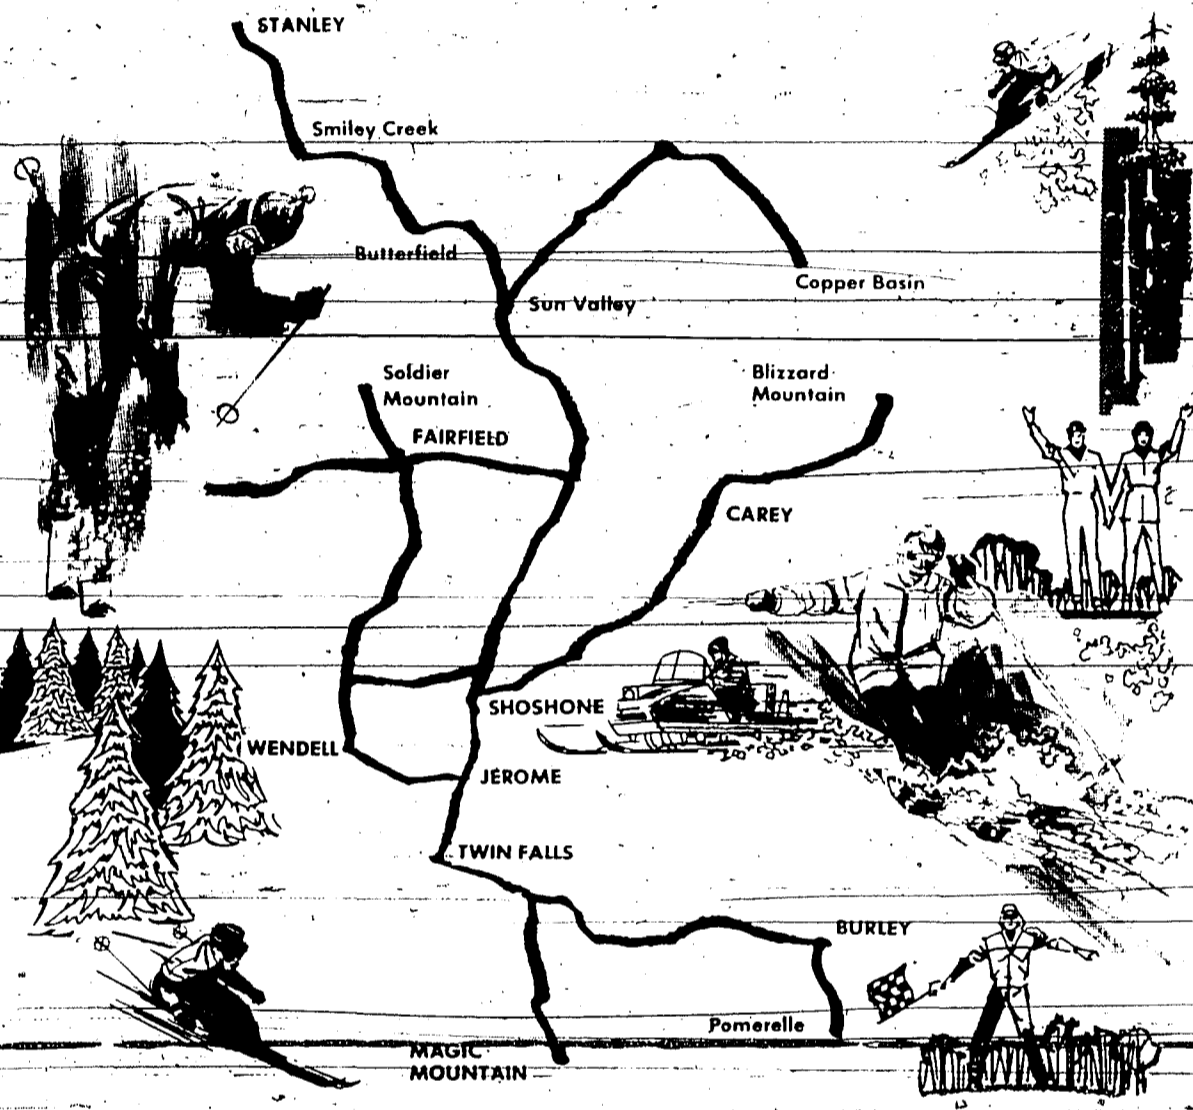 STANLEY
Smiley Creek
Butterfield
Sun Valley
Copper Basin
Soldier
Mountain
Blizzard
Mountain
FAIRFIELD
CAREY
SHOSHONE
WENDELL
JEROME
TWIN FALLS
BURLEY
Pomerelle
MAGIC
MOUNTAIN